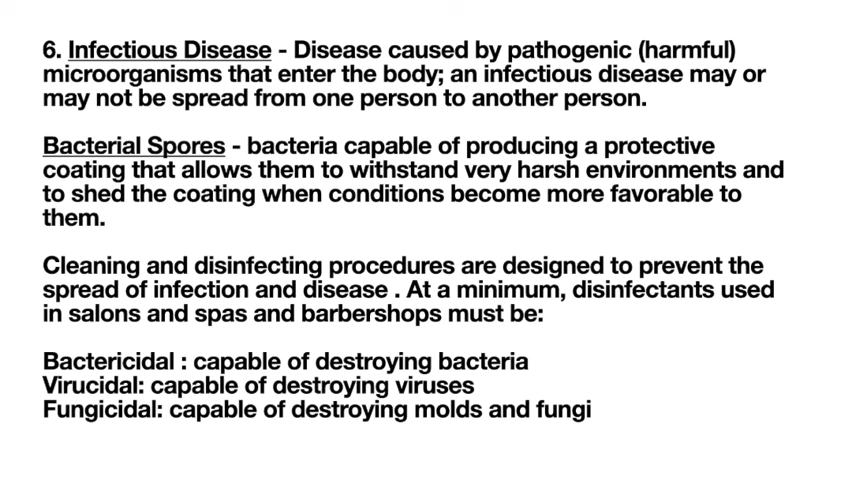 6. Infectious Disease - Disease caused by pathogenic (harmful)
microorganisms that enter the body; an infectious disease may or
may not be spread from one person to another person.
Bacterial Spores - bacteria capable of producing a protective
coating that allows them to withstand very harsh environments and
to shed the coating when conditions become more favorable to
them.
Cleaning and disinfecting procedures are designed to prevent the
spread of infection and disease . At a minimum, disinfectants used
in salons and spas and barbershops must be:
Bactericidal : capable of destroying bacteria
Virucidal: capable of destroying viruses
Fungicidal: capable of destroying molds and fungi